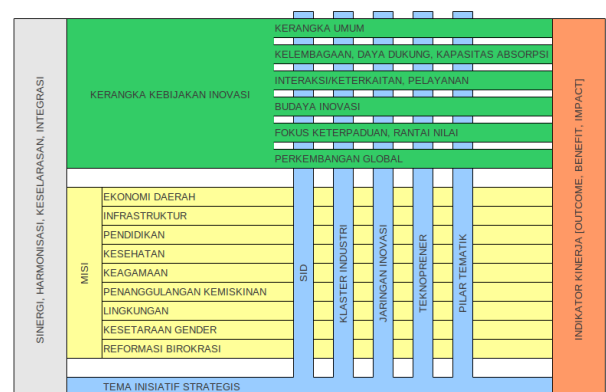 SINERGI, HARMONISASI, KESELARASAN, INTEGRASI
KERANGKA KEBIJAKAN INOVASI
KERANGKA UMUM
KELEMBAGAAN, DAYA DUKUNG, KAPASITAS ABSORPSI
INTERAKSI/KETERKAITAN, PELAYANAN
BUDAYA INOVASI
FOKUS KETERPADUAN, RANTAI NILAI
PERKEMBANGAN GLOBAL
MISI
EKONOMI DAERAH
INFRASTRUKTUR
PENDIDIKAN
KESEHATAN
KEAGAMAAN
PENANGGULANGAN KEMISKINAN
LINGKUNGAN
KESETARAAN GENDER
REFORMASI BIROKRASI
SID
KLASTER INDUSTRI
JARINGAN INOVASI
TEKNOPRENER
PILAR TEMATIK
TEMA INISIATIF STRATEGIS
INDIKATOR KINERJA [OUTCOME, BENEFIT, IMPACT]